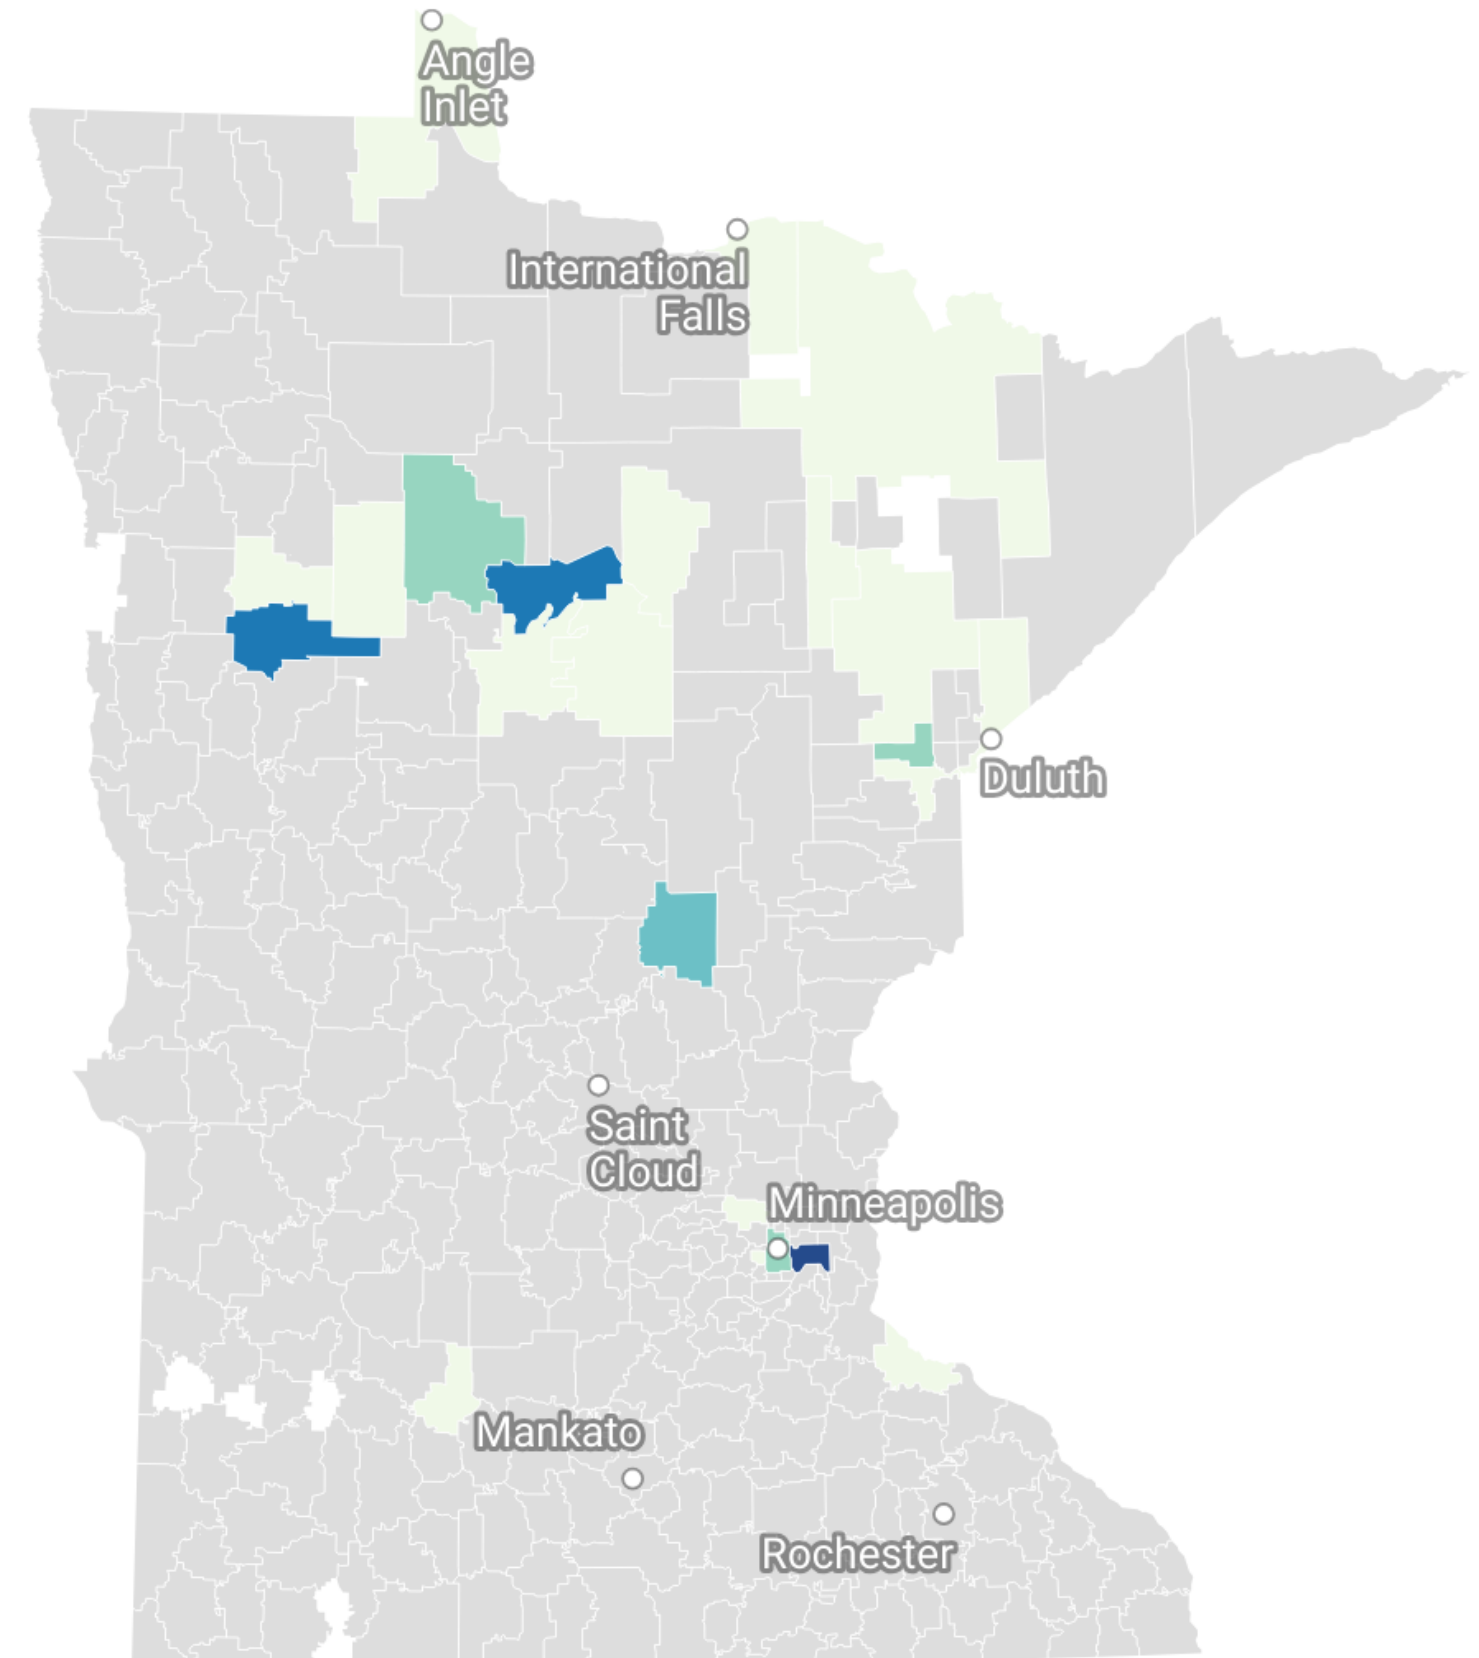 Angle
Inlet
International
Falls
Duluth
Saint
Cloud
Minneapolis
Mankato
Rochester